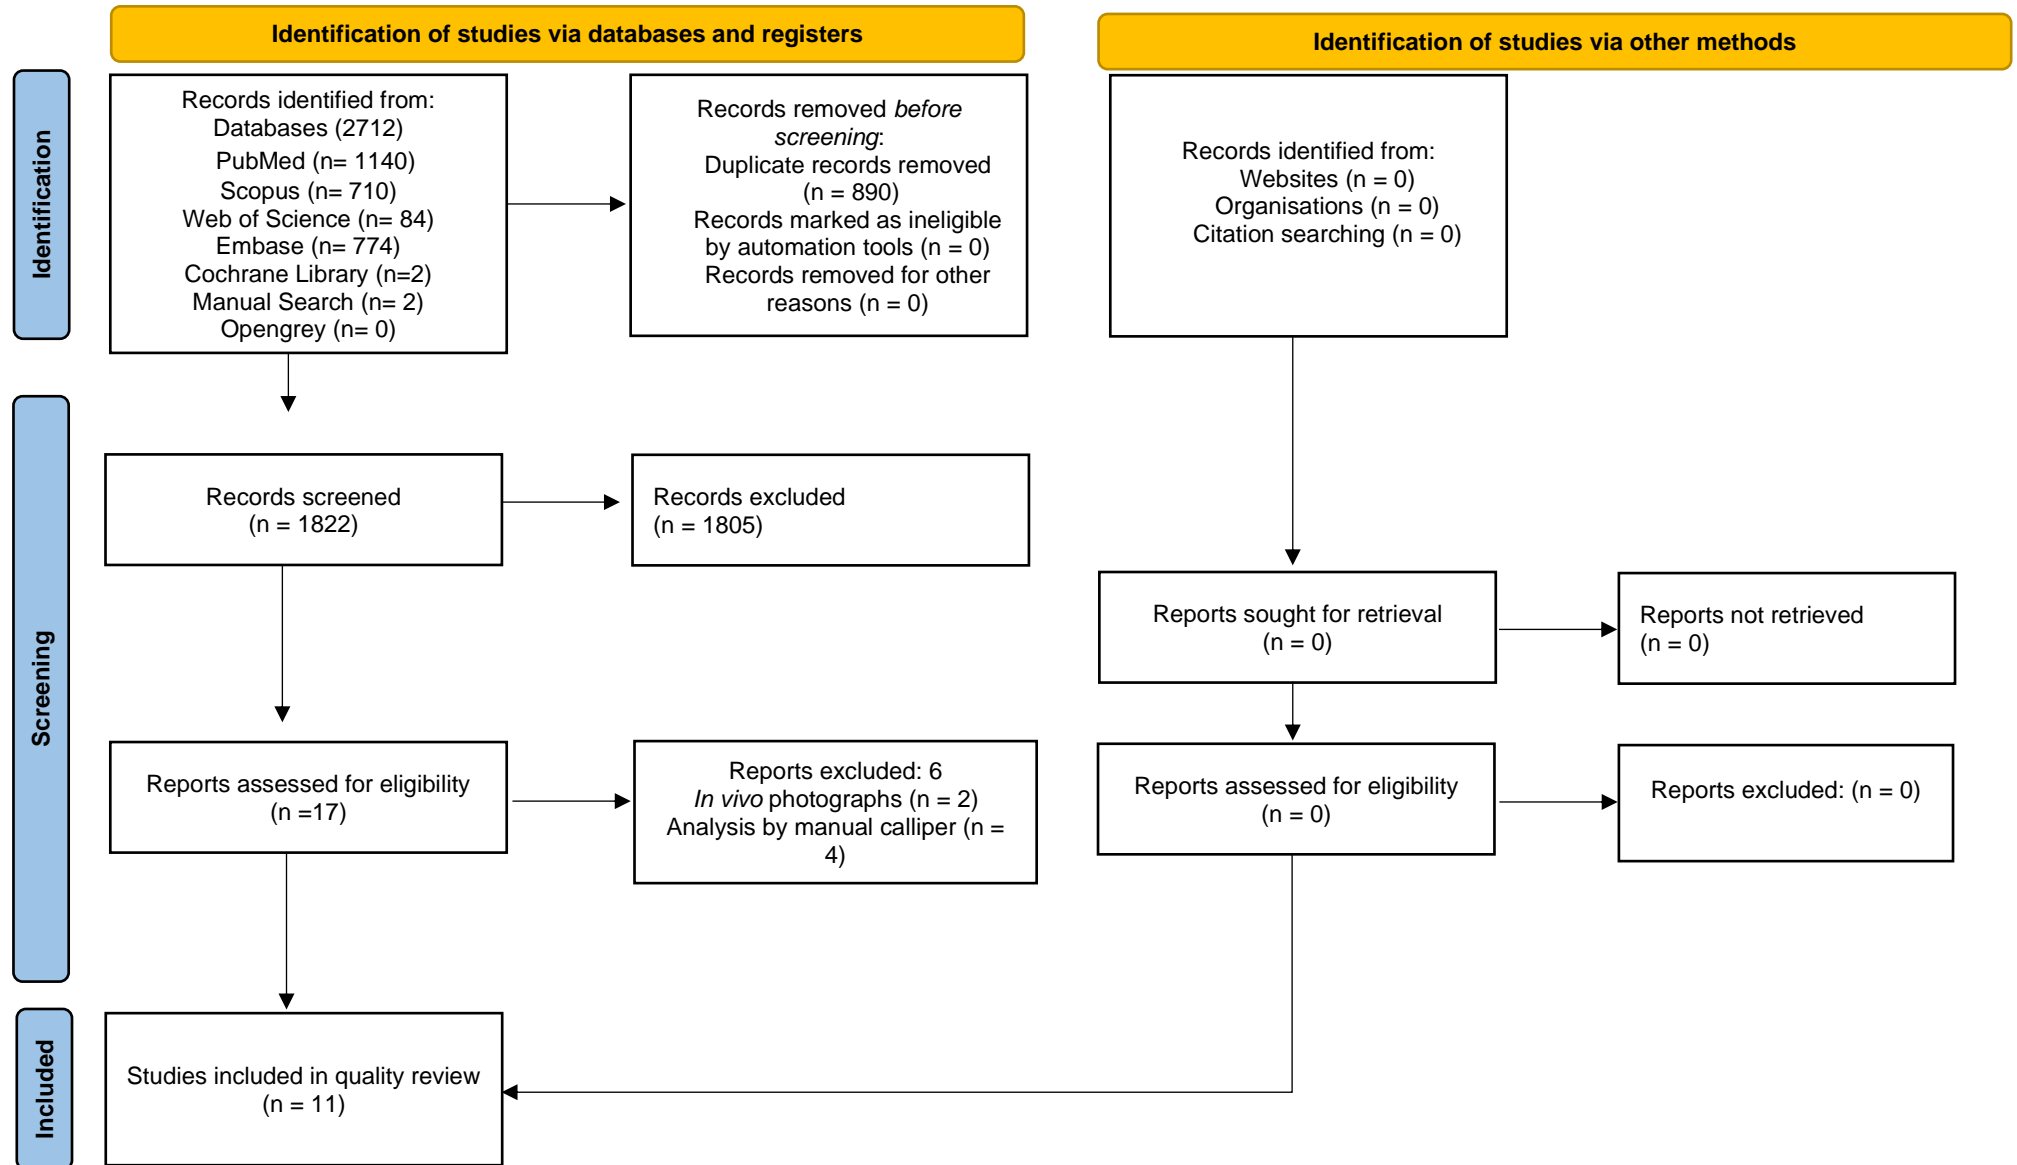 Identification of studies via databases and registers
Identification of studies via other methods
Identification
Records identified from:
Databases (2712)
PubMed (n= 1140)
Scopus (n= 710)
Web of Science (n= 84)
Embase (n= 774)
Cochrane Library (n=2)
Manual Search (n= 2)
Opengrey (n= 0)
Records removed before
screening:
Duplicate records removed
(n = 890)
Records marked as ineligible
by automation tools (n = 0)
Records removed for other
reasons (n = 0)
Records identified from:
Websites (n = 0)
Organisations (n = 0)
Citation searching (n = 0)
Screening
Records screened
(n = 1822)
Records excluded
(n = 1805)
Reports sought for retrieval
(n = 0)
Reports not retrieved
(n = 0)
Reports assessed for eligibility
(n =17)
Reports excluded: 6
In vivo photographs (n = 2)
Analysis by manual calliper (n =
4)
Reports assessed for eligibility
(n = 0)
Reports excluded: (n = 0)
Included
Studies included in quality review
(n = 11)